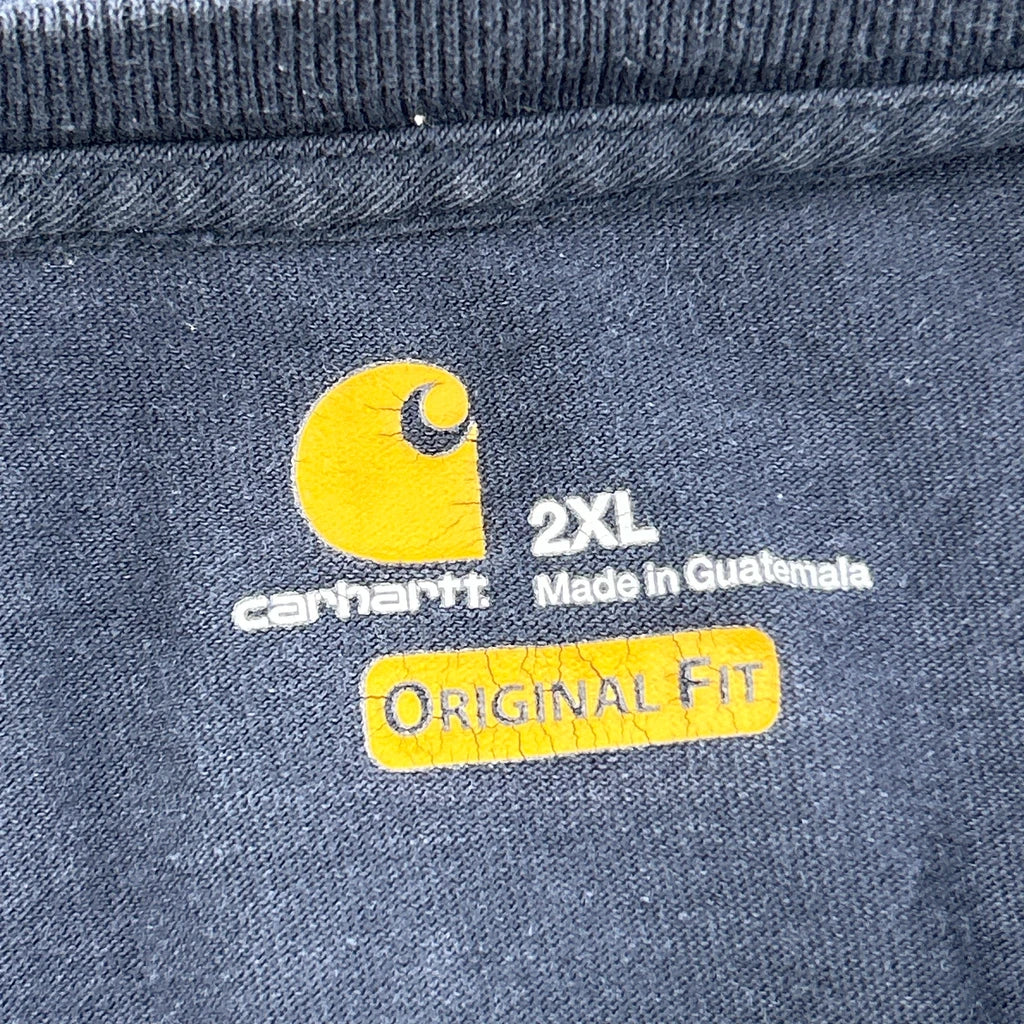 2XL
carhartt
Made in Guatemala
ORIGINAL FIT